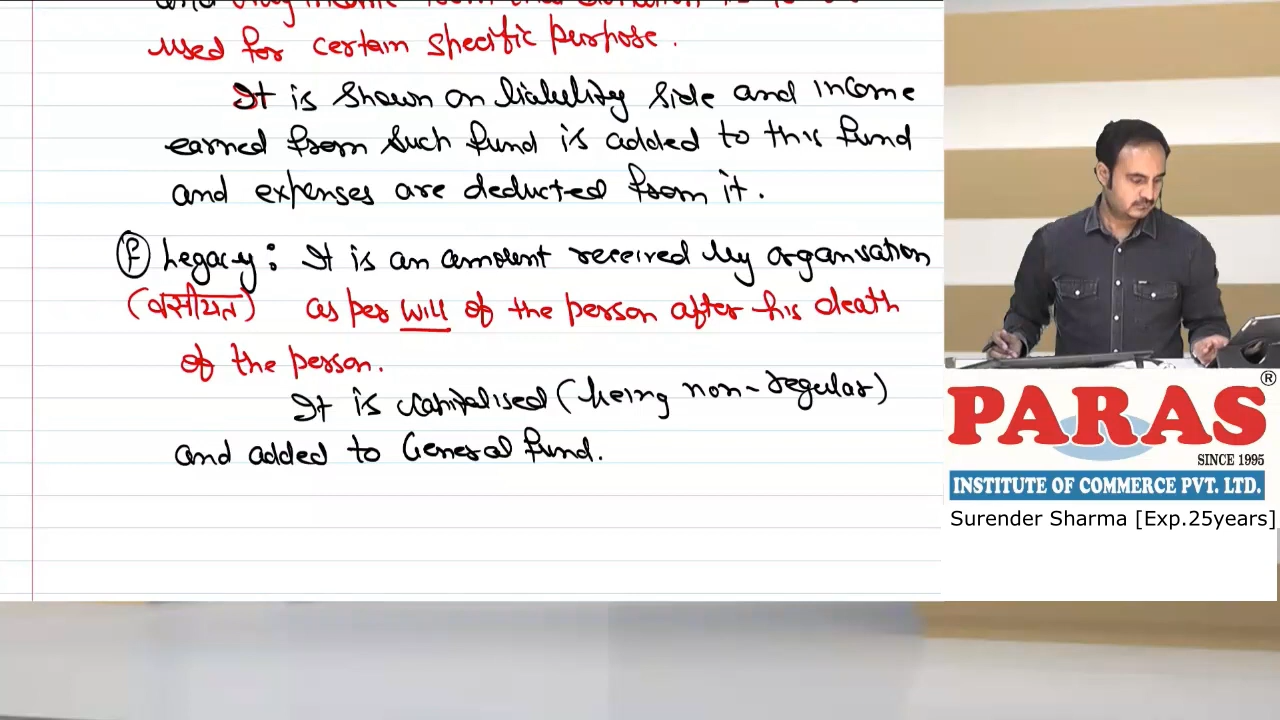 used for certain specific purpose.
It is shown on liability side and income
earned from such fund is added to this fund
and expenses are deducted from it.
(f) Legacy: It is an amount received by organisation
(वसीयत) as per will of the person after his death
of the person.
It is capitalised (being non-regular)
and added to General fund.
PARAS®
SINCE 1995
INSTITUTE OF COMMERCE PVT. LTD.
Surender Sharma [Exp.25years]